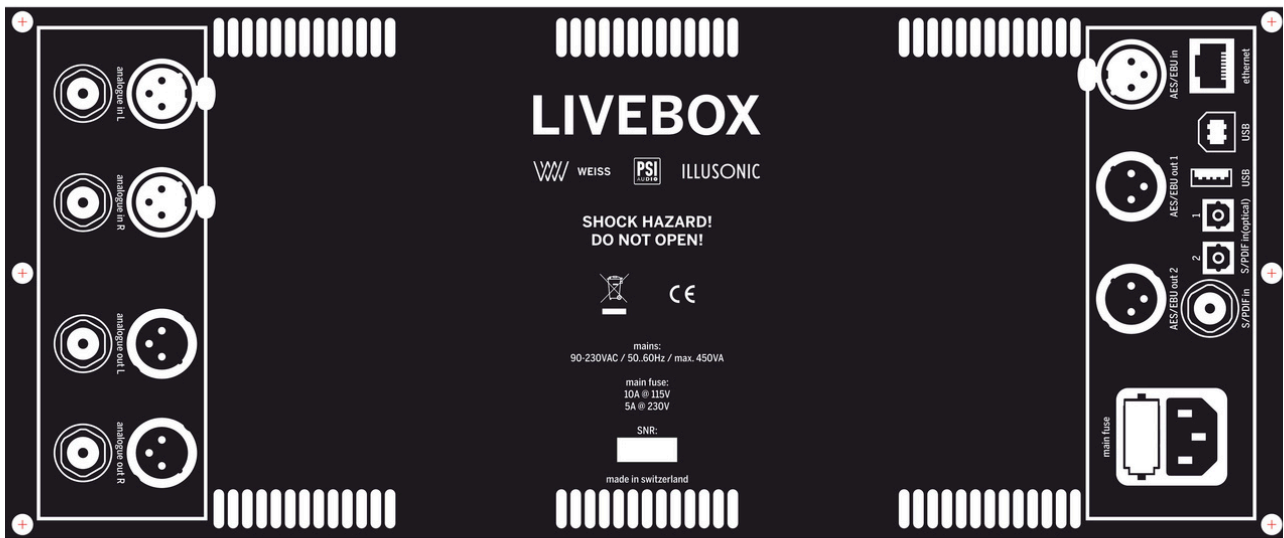 analogue in L
analogue in R
analogue out L
analogue out R
LIVEBOX
WEISS PSI AUDIO ILLUSONIC
SHOCK HAZARD!
DO NOT OPEN!
CE
mains:
90-230VAC / 50..60Hz / max. 450VA
main fuse:
10A @ 115V
5A @ 230V
SNR:
made in switzerland
AES/EBU in
ethernet
USB
AES/EBU out 1
USB
1
2
S/PDIF in(optical)
AES/EBU out 2
S/PDIF in
main fuse